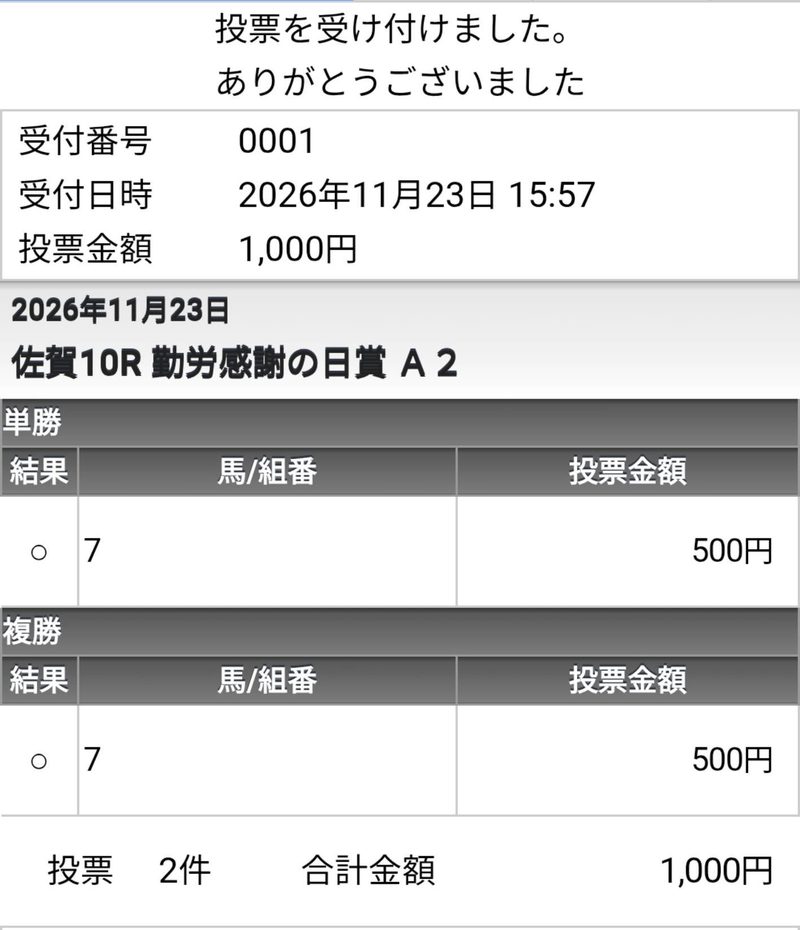 投票を受け付けました。
ありがとうございました
受付番号 0001
受付日時 2026年11月23日 15:57
投票金額 1,000円
2026年11月23日
佐賀10R 勤労感謝の日賞 Ａ２
単勝
結果 馬/組番 投票金額
○ 7 500円
複勝
結果 馬/組番 投票金額
○ 7 500円
投票 2件 合計金額 1,000円